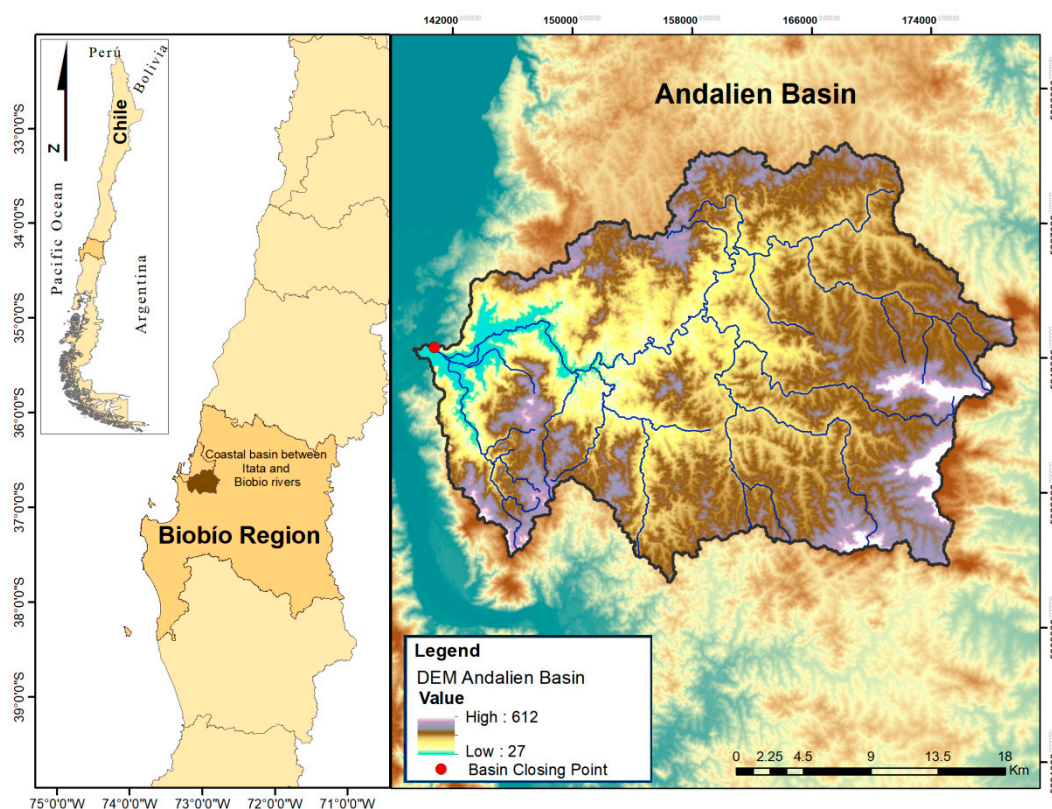 Perú
Bolivia
Chile
N
Pacific Ocean
Argentina
33°0'0"S
34°0'0"S
35°0'0"S
36°0'0"S
37°0'0"S
38°0'0"S
39°0'0"S
Coastal basin between
Itata and
Biobio rivers
Biobío Region
75°0'0"W 74°0'0"W 73°0'0"W 72°0'0"W 71°0'0"W
142000 150000 158000 166000 174000
Andalien Basin
Legend
DEM Andalien Basin
Value
High : 612
Low : 27
Basin Closing Point
0 2.25 4.5 9 13.5 18
Km